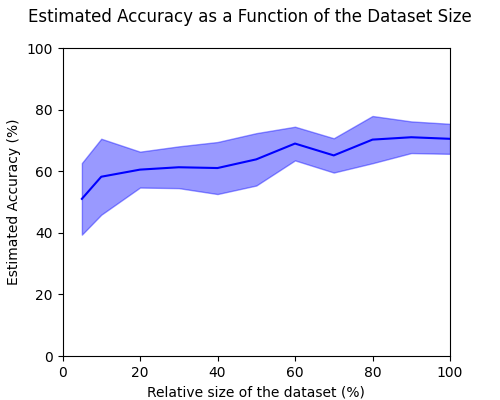 Estimated Accuracy as a Function of the Dataset Size
100
80
60
40
20
0
Estimated Accuracy (%)
0 20 40 60 80 100
Relative size of the dataset (%)